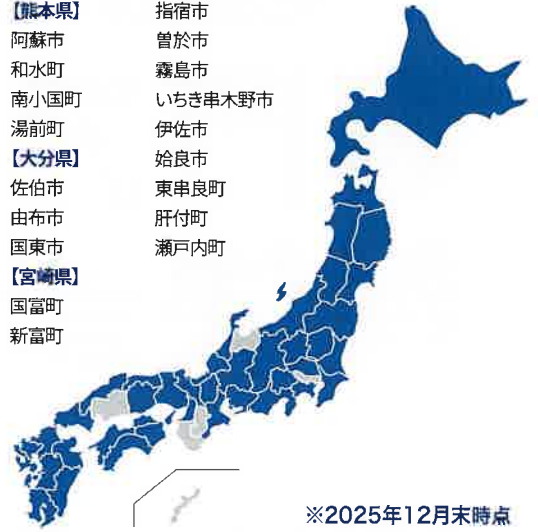 【熊本県】
阿蘇市
和水町
南小国町
湯前町
【大分県】
佐伯市
由布市
国東市
【宮崎県】
国富町
新富町
指宿市
曽於市
霧島市
いちき串木野市
伊佐市
姶良市
東串良町
肝付町
瀬戸内町
※2025年12月末時点